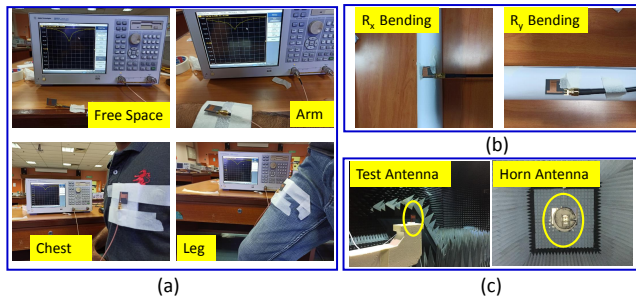 Free Space
Arm
Chest
Leg
(a)
Rx Bending
Ry Bending
(b)
Test Antenna
Horn Antenna
(c)